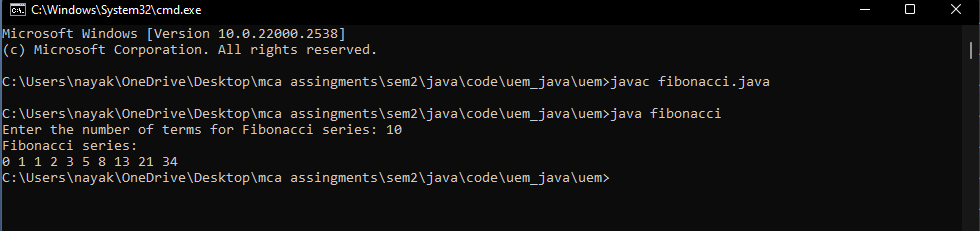 C:\Windows\System32\cmd.exe
Microsoft Windows [Version 10.0.22000.2538]
(c) Microsoft Corporation. All rights reserved.
C:\Users\nayak\OneDrive\Desktop\mca assingments\sem2\java\code\uem_java\uem>javac fibonacci.java
C:\Users\nayak\OneDrive\Desktop\mca assingments\sem2\java\code\uem_java\uem>java fibonacci
Enter the number of terms for Fibonacci series: 10
Fibonacci series:
0 1 1 2 3 5 8 13 21 34
C:\Users\nayak\OneDrive\Desktop\mca assingments\sem2\java\code\uem_java\uem>